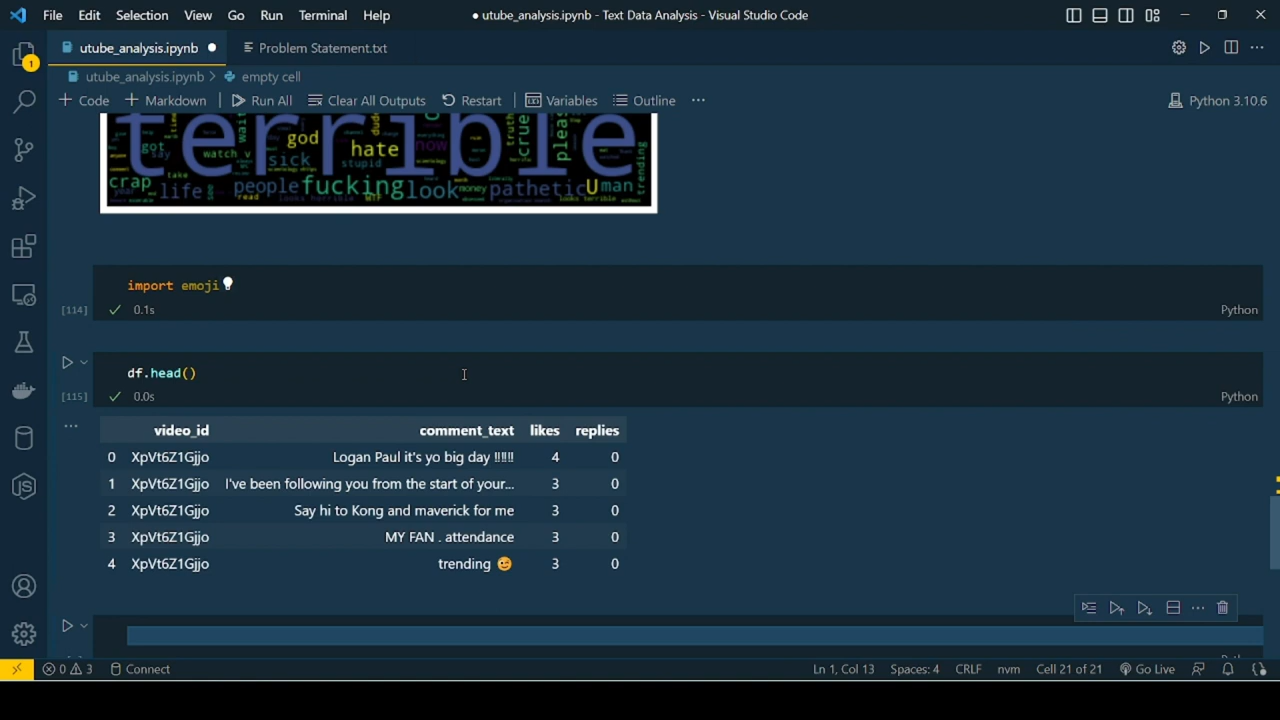 File Edit Selection View Go Run Terminal Help
● utube_analysis.ipynb - Text Data Analysis - Visual Studio Code
utube_analysis.ipynb ●
Problem Statement.txt
utube_analysis.ipynb > empty cell
+ Code + Markdown | Run All Clear All Outputs Restart | Variables Outline ...
Python 3.10.6
terrible
god hate now
got say watch v sick stupid
crap life people fucking look money pathetic U man
trending
WTF
import emoji
[114] ✓ 0.1s
Python
df.head()
[115] ✓ 0.0s
Python
video_id comment_text likes replies
0 XpVt6Z1Gjjo Logan Paul it's yo big day ‼️‼️‼️ 4 0
1 XpVt6Z1Gjjo I've been following you from the start of your... 3 0
2 XpVt6Z1Gjjo Say hi to Kong and maverick for me 3 0
3 XpVt6Z1Gjjo MY FAN . attendance 3 0
4 XpVt6Z1Gjjo trending 😉 3 0
1
0 3 Connect
Ln 1, Col 13 Spaces: 4 CRLF nvm Cell 21 of 21 Go Live